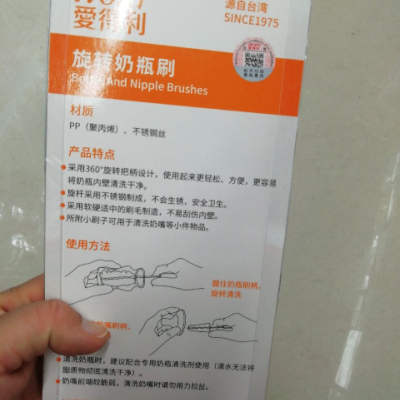 愛得利
源自台湾
SINCE1975
旋转奶瓶刷
Bottle And Nipple Brushes
材质
PP（聚丙烯）、不锈钢丝
产品特点
●采用360°旋转把柄设计，使用起来更轻松、方便，更容易
将奶瓶内壁清洗干净。
●旋杆采用不锈钢制成，不会生锈，安全卫生。
●采用软硬适中的刷毛制造，不易刮伤内壁。
●所附小刷子可用于清洗奶嘴等小件物品。
使用方法
握住奶瓶刷柄，
旋转清洗
奶嘴刷柄，
●清洗奶瓶时，建议配合专用奶瓶清洗剂使用（清水无法将
脂质物彻底清洗干净）。
●奶嘴前端较脆弱，清洗奶嘴时请勿用力拉扯。